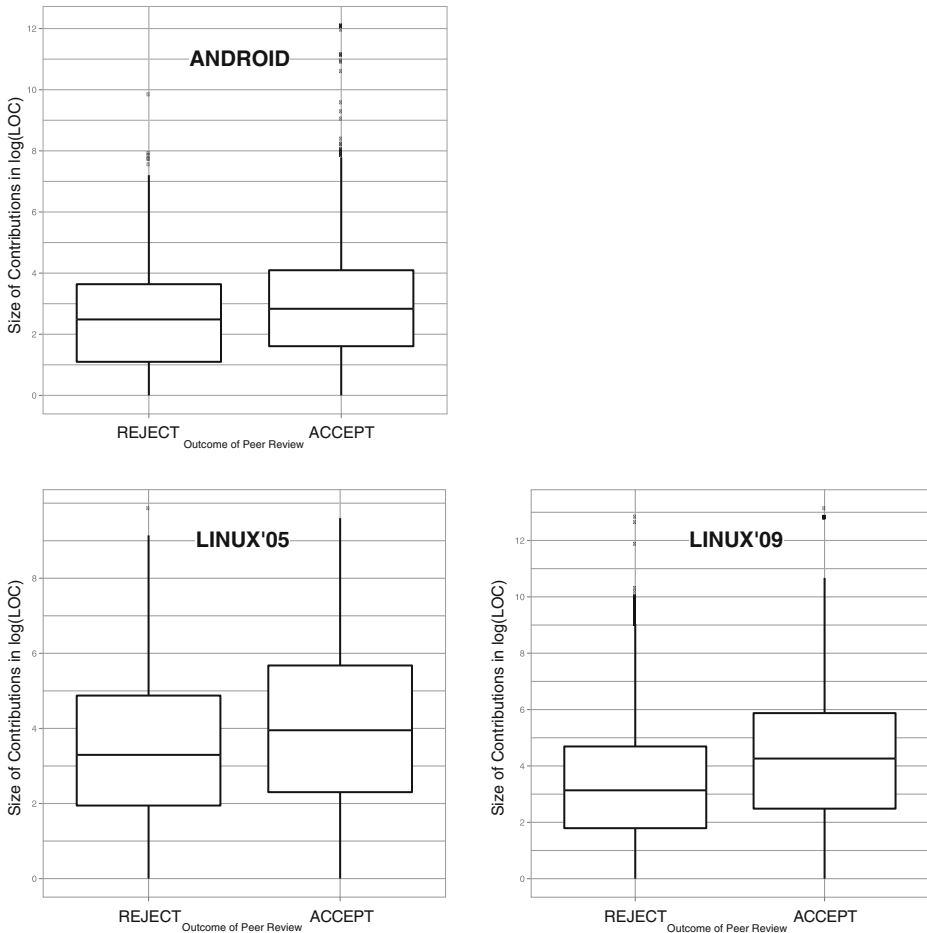 ANDROID
Size of Contributions in log(LOC)
12
10
8
6
4
2
0
REJECT
ACCEPT
Outcome of Peer Review
LINUX'05
Size of Contributions in log(LOC)
8
6
4
2
0
REJECT
ACCEPT
Outcome of Peer Review
LINUX'09
Size of Contributions in log(LOC)
12
10
8
6
4
2
0
REJECT
ACCEPT
Outcome of Peer Review